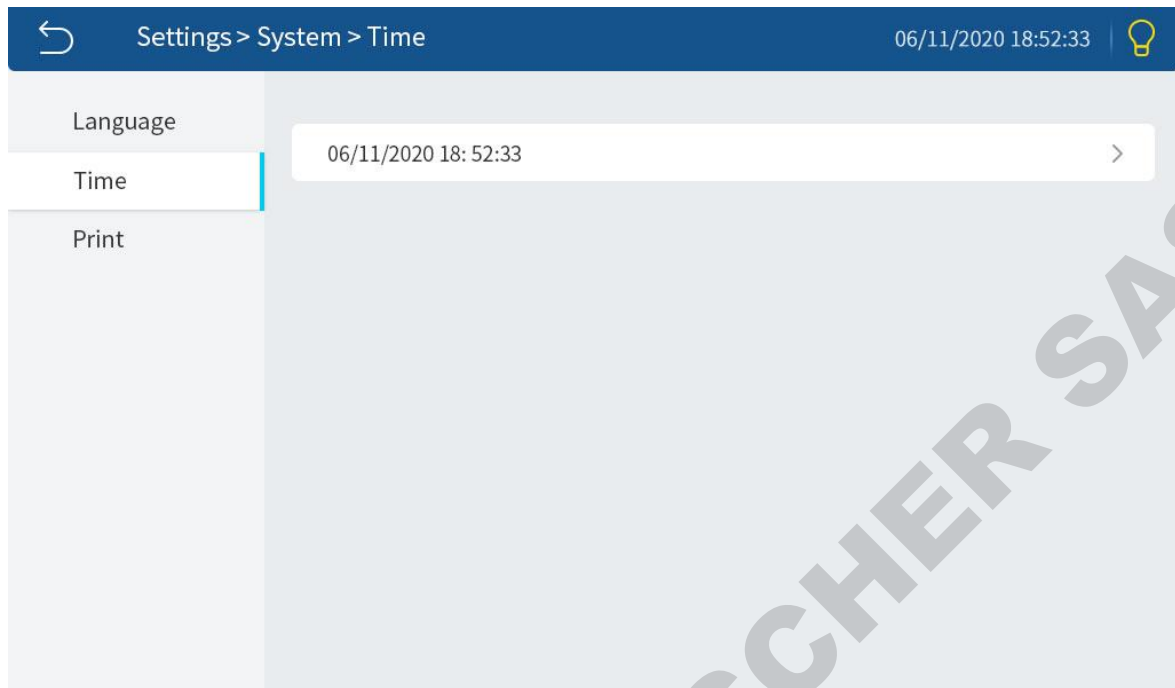 Settings > System > Time
06/11/2020 18:52:33
Language
Time
Print
06/11/2020 18: 52:33